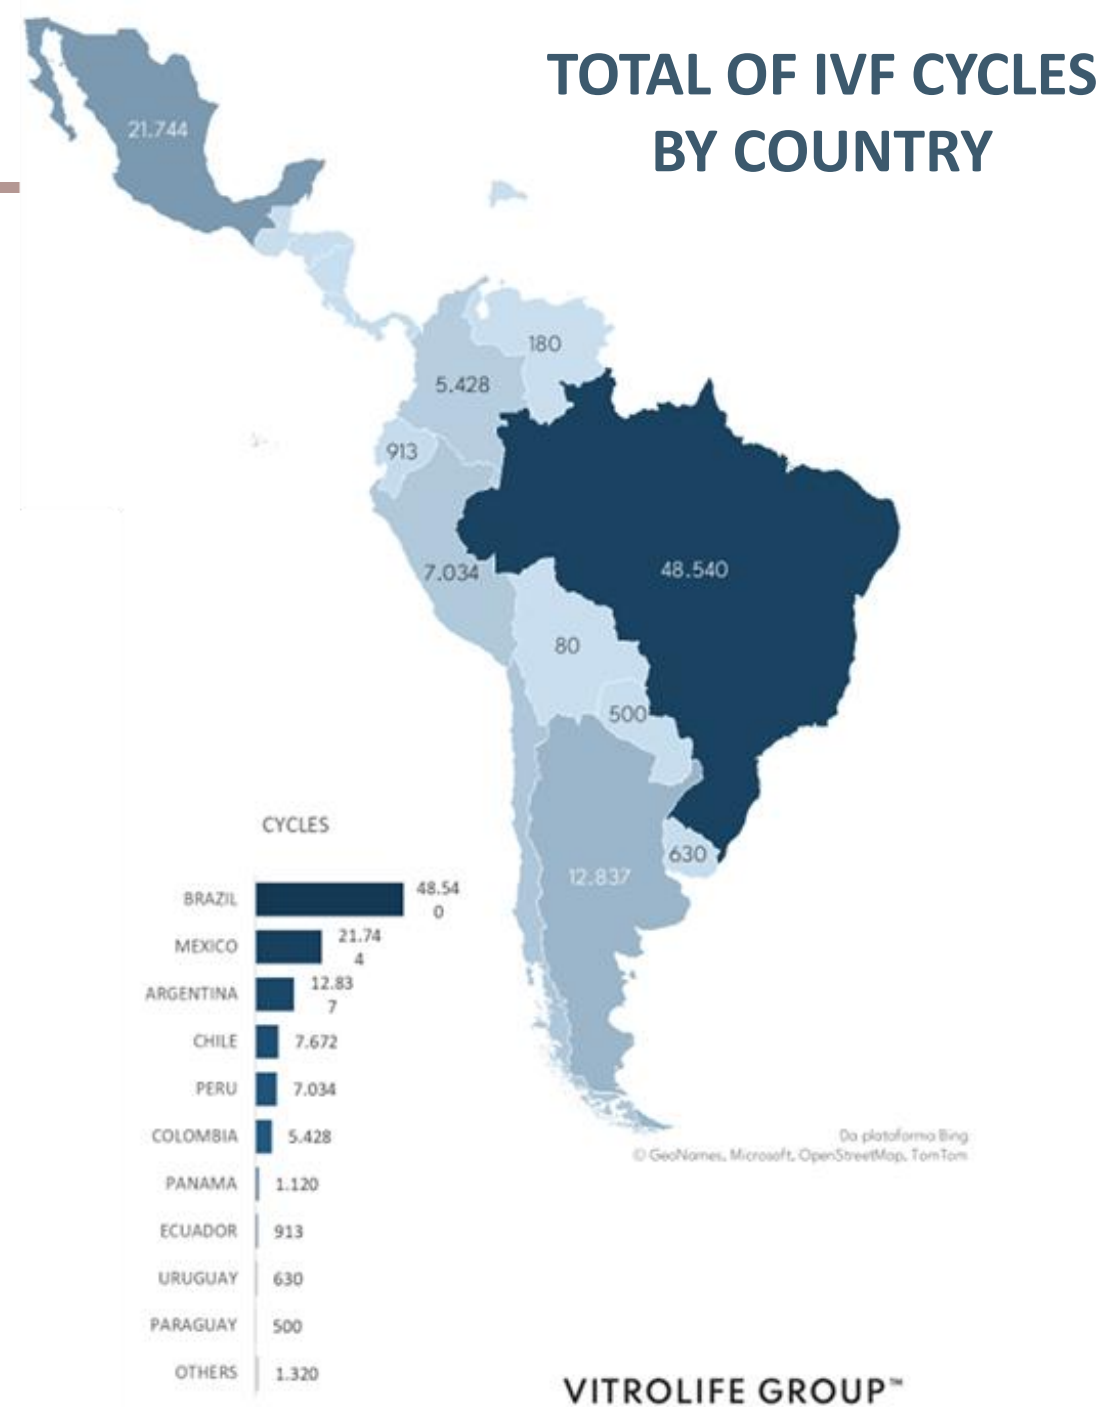 TOTAL OF IVF CYCLES
BY COUNTRY
21.744
180
5.428
913
7.034
48.540
80
500
630
12.837
CYCLES
BRAZIL 48.54
0
MEXICO 21.74
4
ARGENTINA 12.83
7
CHILE 7.672
PERU 7.034
COLOMBIA 5.428
PANAMA 1.120
ECUADOR 913
URUGUAY 630
PARAGUAY 500
OTHERS 1.320
Da plataforma Bing
© GeoNames, Microsoft, OpenStreetMap, TomTom
VITROLIFE GROUP™